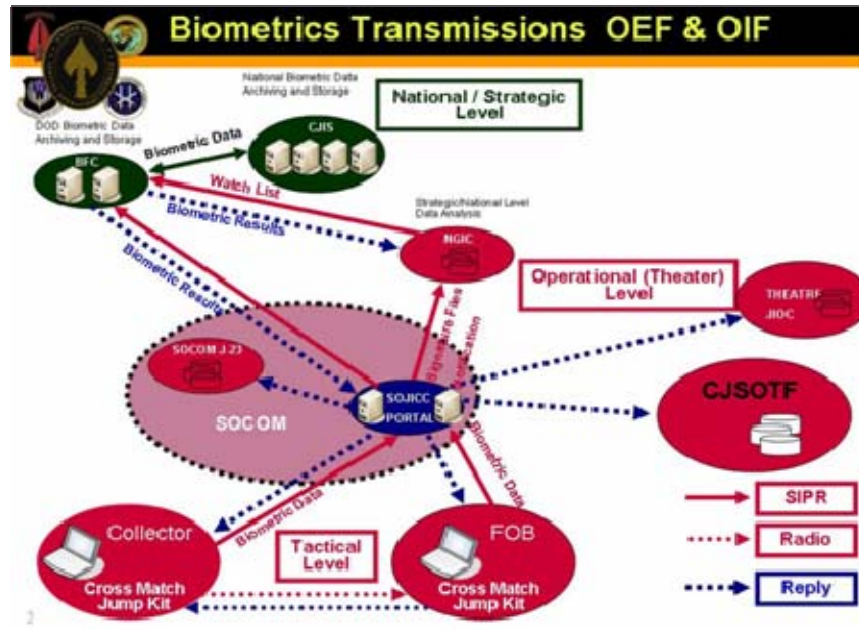 Biometrics Transmissions OEF & OIF
National Biometric Data
Archiving and Storage
National / Strategic
Level
DOD Biometric Data
Archiving and Storage
BFC
Biometric Data
CJIS
Watch List
Biometric Results
Strategic/National Level
Data Analysis
NGIC
Biometric Results
Operational (Theater)
Level
THEATRE
JIOC
Signature Files
SOCOM J-23
SOJICC
PORTAL
SOCOM
CJSOTF
Biometric Data
Biometric Data
SIPR
Collector
Tactical
Level
FOB
Radio
Cross Match
Jump Kit
Cross Match
Jump Kit
Reply
2